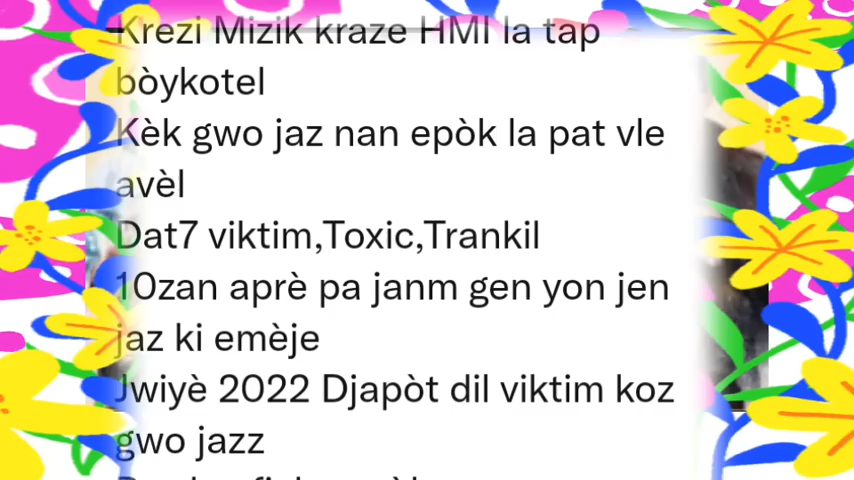 Krezi Mizik kraze HMI la tap
bòykotel
Kèk gwo jaz nan epòk la pat vle
avèl
Dat7 viktim,Toxic,Trankil
10zan aprè pa janm gen yon jen
jaz ki emèje
Jwiyè 2022 Djapòt dil viktim koz
gwo jazz